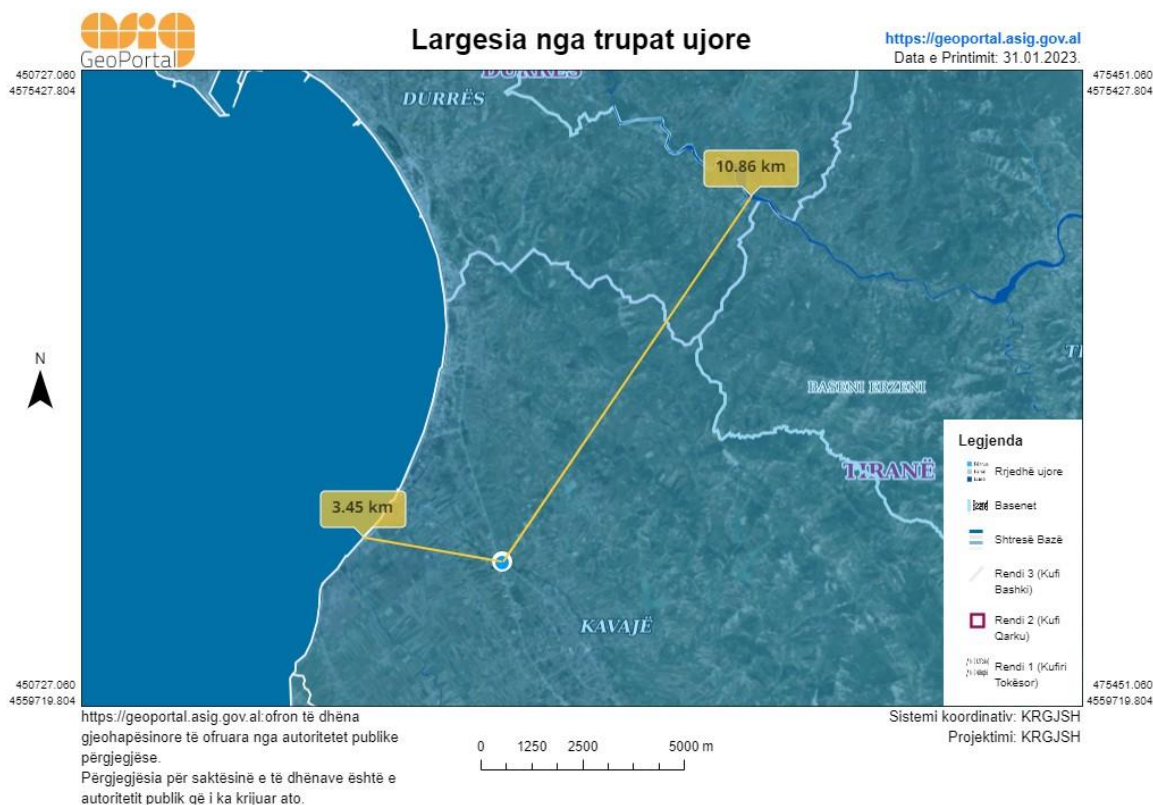 asig
GeoPortal
Largesia nga trupat ujore
https://geoportal.asig.gov.al
Data e Printimit: 31.01.2023.
450727.060
4575427.804
475451.060
4575427.804
DURRËS
DURRËS
10.86 km
N
BASENI ERZENI
TIRANË
3.45 km
KAVAJË
Legjenda
Rrjedhë ujore
Basenet
Shtresë Bazë
Rendi 3 (Kufi
Bashki)
Rendi 2 (Kufi
Qarku)
Rendi 1 (Kufiri
Tokësor)
450727.060
4559719.804
475451.060
4559719.804
https://geoportal.asig.gov.al:ofron të dhëna
gjeohapësinore të ofruara nga autoritetet publike
përgjegjëse.
Përgjegjësia për saktësinë e të dhënave është e
autoritetit publik që i ka krijuar ato.
0 1250 2500 5000 m
Sistemi koordinativ: KRGJSH
Projektimi: KRGJSH